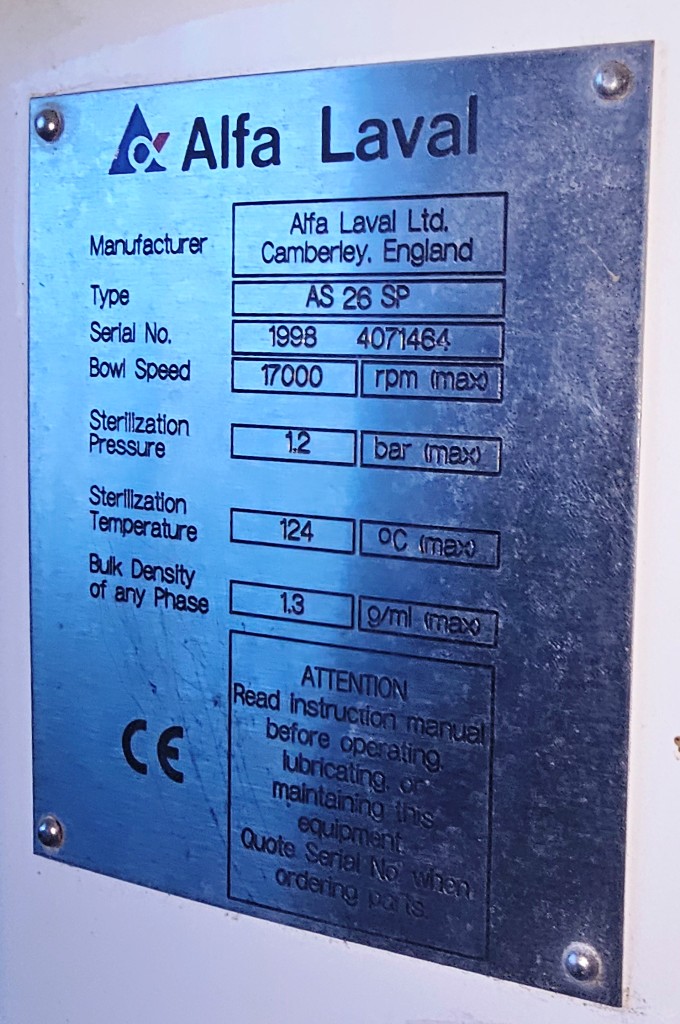 Alfa Laval
Manufacturer
Alfa Laval Ltd.
Camberley, England
Type AS 26 SP
Serial No. 1998 4071464
Bowl Speed 17000 rpm (max)
Sterilization
Pressure 1.2 bar (max)
Sterilization
Temperature 124 ºC (max)
Bulk Density
of any Phase 1.3 g/ml (max)
ATTENTION
Read instruction manual
before operating,
lubricating, or
maintaining this
equipment.
Quote Serial No. when
ordering parts.
CE